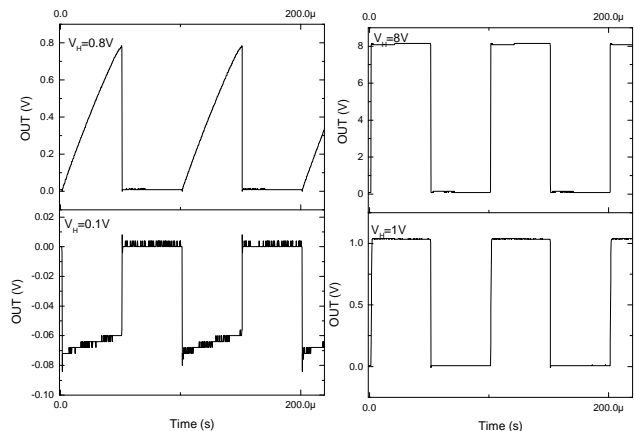 0.0
200.0μ
0.8
0.6
0.4
0.2
0.0
OUT (V)
V_H=0.8V
0.02
0.00
-0.02
-0.04
-0.06
-0.08
-0.10
OUT (V)
V_H=0.1V
0.0
200.0μ
Time (s)
0.0
200.0μ
8
6
4
2
0
OUT (V)
V_H=8V
1.0
0.0
OUT (V)
V_H=1V
0.0
200.0μ
Time (s)